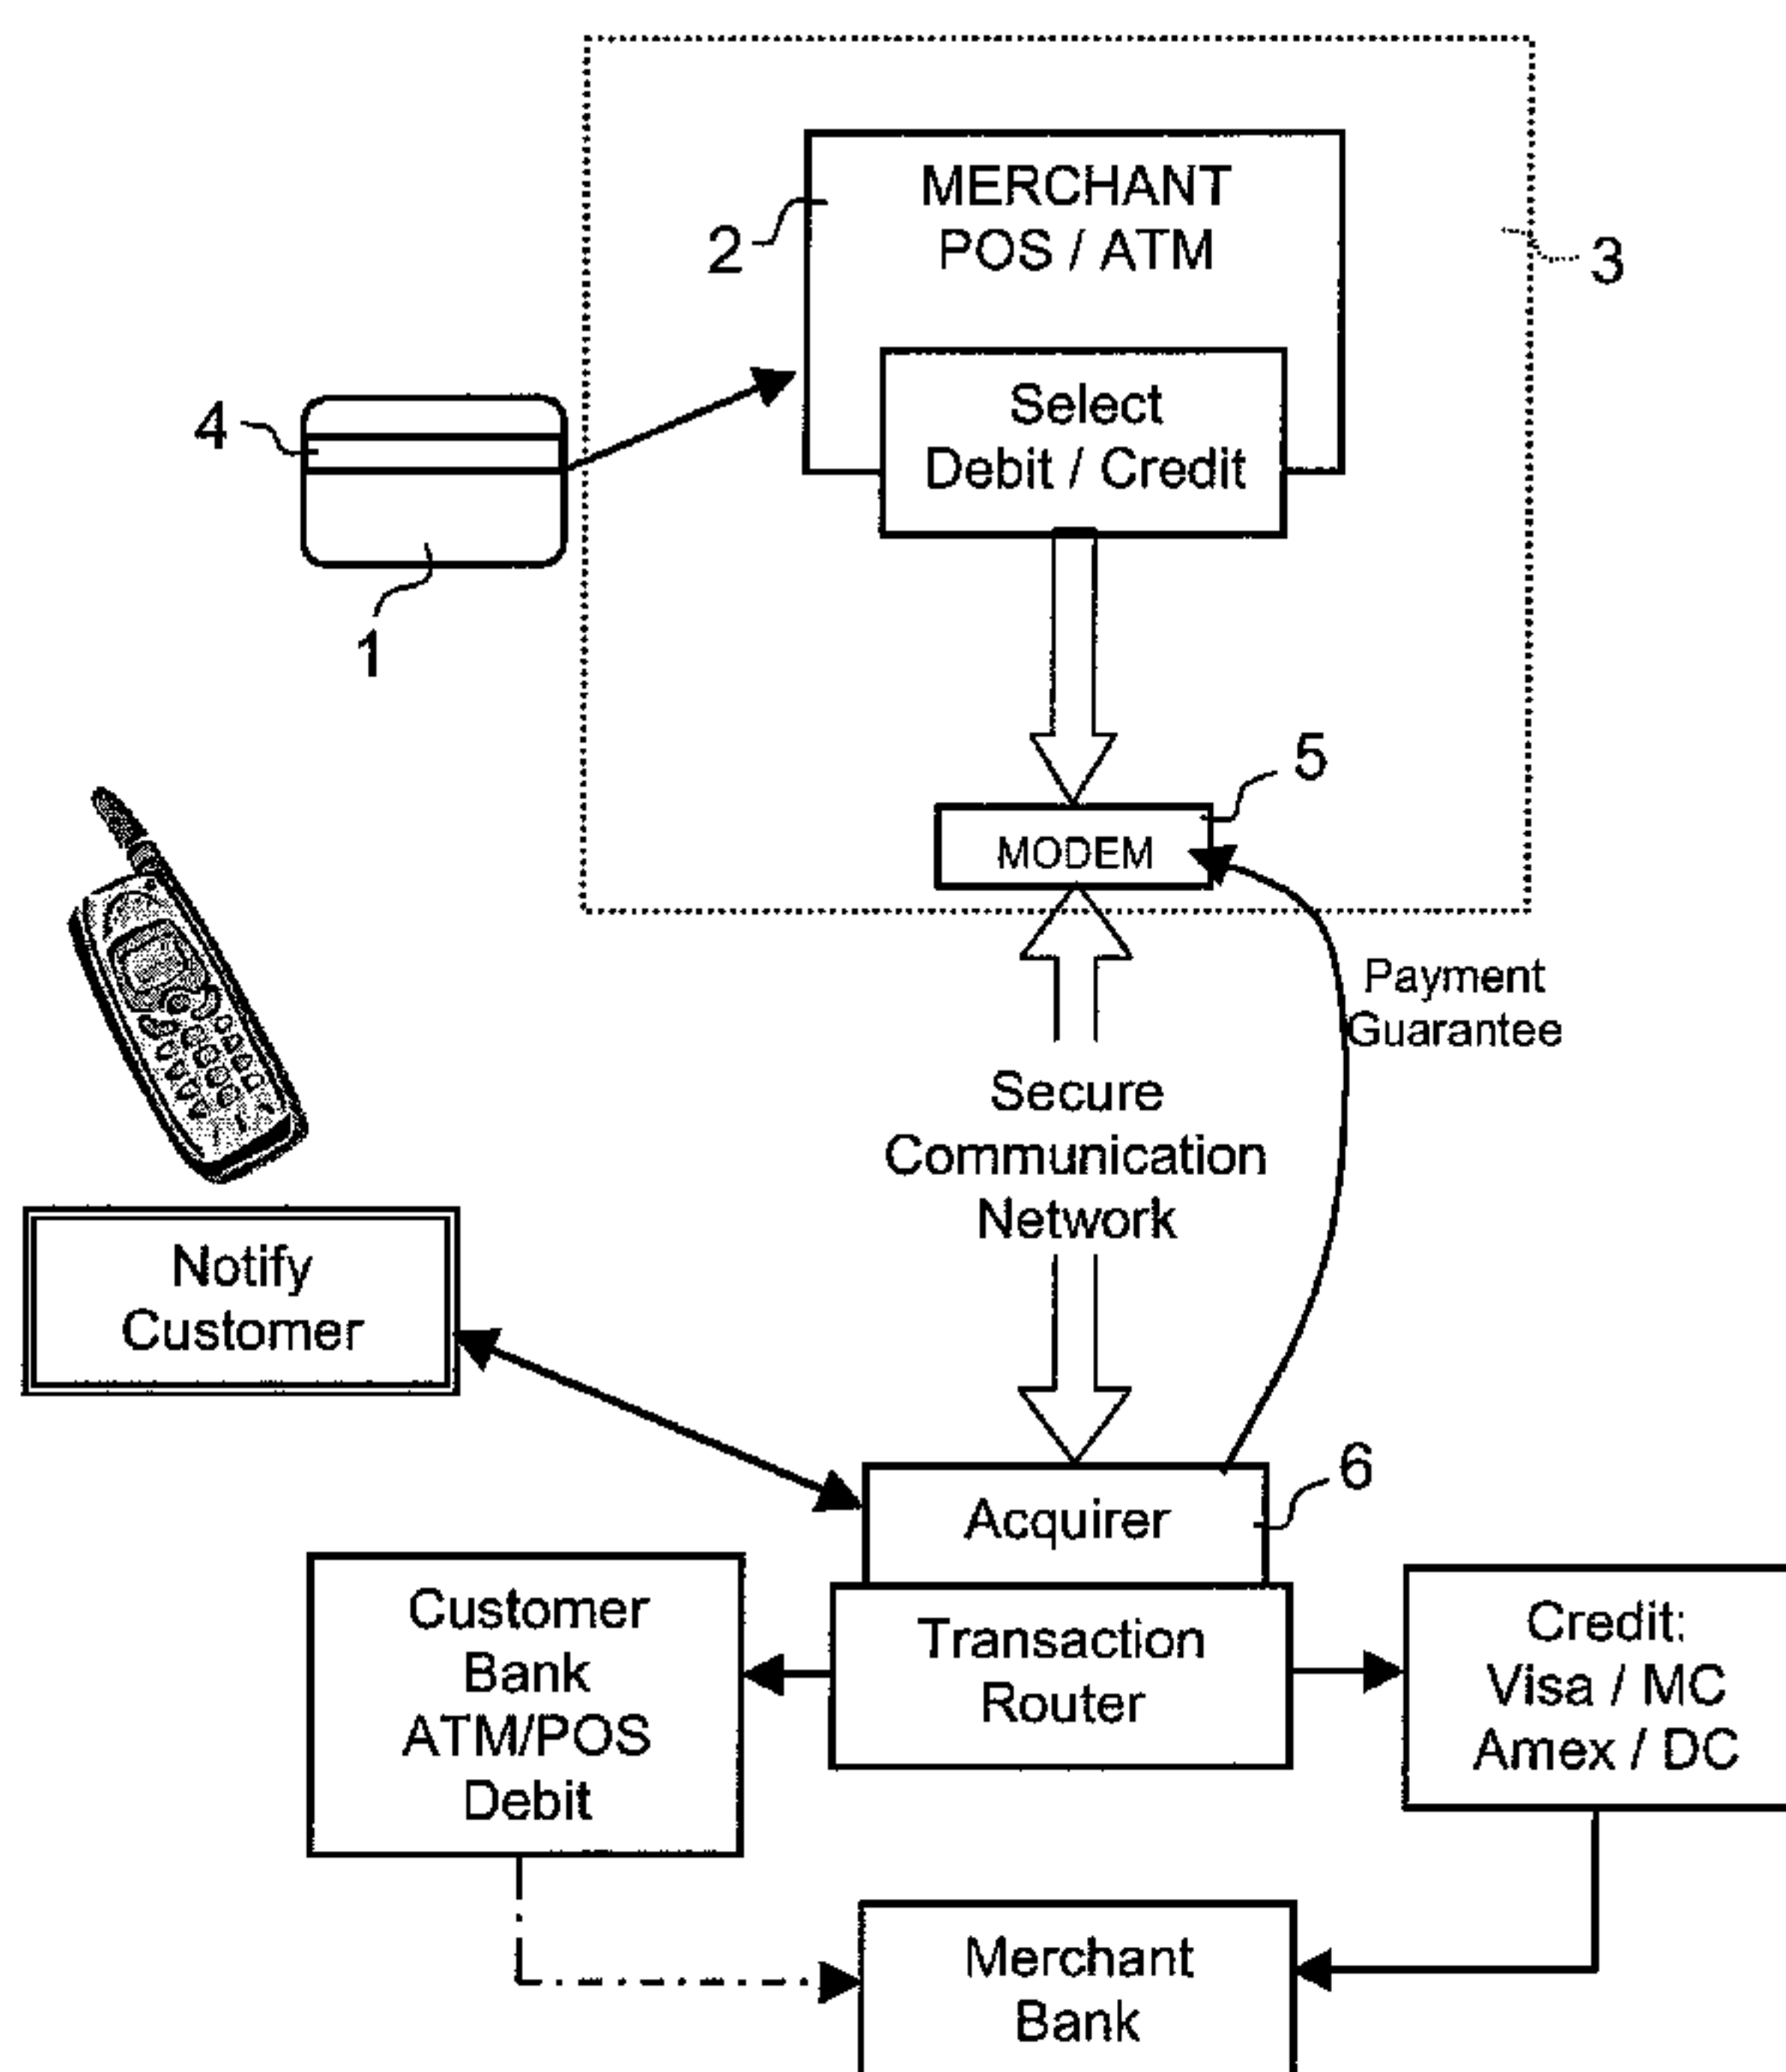 MERCHANT
POS / ATM
2
3
Select
Debit / Credit
4
1
5
MODEM
Payment
Guarantee
Secure
Communication
Network
Notify
Customer
6
Acquirer
Customer
Bank
ATM/POS
Debit
Transaction
Router
Credit:
Visa / MC
Amex / DC
Merchant
Bank